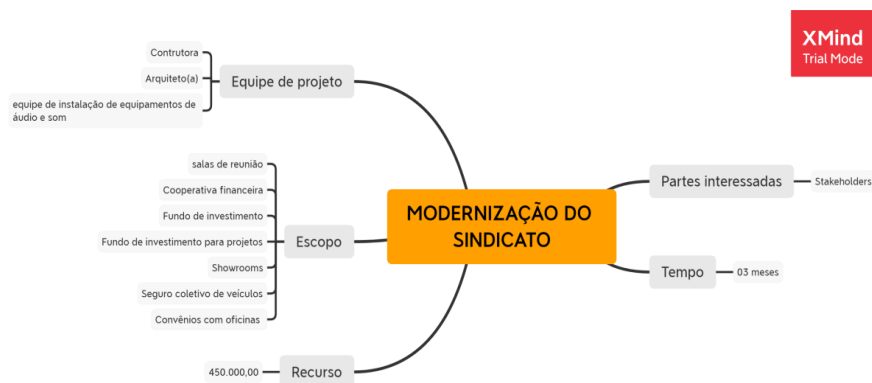 XMind
Trial Mode
Contrutora
Arquiteto(a)
equipe de instalação de equipamentos de
áudio e som
Equipe de projeto
salas de reunião
Cooperativa financeira
Fundo de investimento
Fundo de investimento para projetos
Showrooms
Seguro coletivo de veículos
Convênios com oficinas
Escopo
450.000,00
Recurso
MODERNIZAÇÃO DO
SINDICATO
Partes interessadas
Stakeholders
Tempo
03 meses